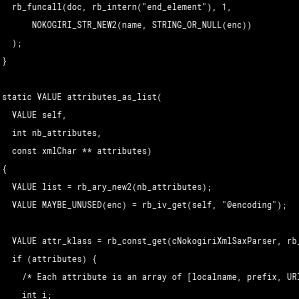 rb_funcall(doc, rb_intern("end_element"), 1,
NOKOGIRI_STR_NEW2(name, STRING_OR_NULL(enc))
);
}
static VALUE attributes_as_list(
VALUE self,
int nb_attributes,
const xmlChar ** attributes)
{
VALUE list = rb_ary_new2(nb_attributes);
VALUE MAYBE_UNUSED(enc) = rb_iv_get(self, "@encoding");
VALUE attr_klass = rb_const_get(cNokogiriXmlSaxParser, rb_
if (attributes) {
/* Each attribute is an array of [localname, prefix, UR
int i;